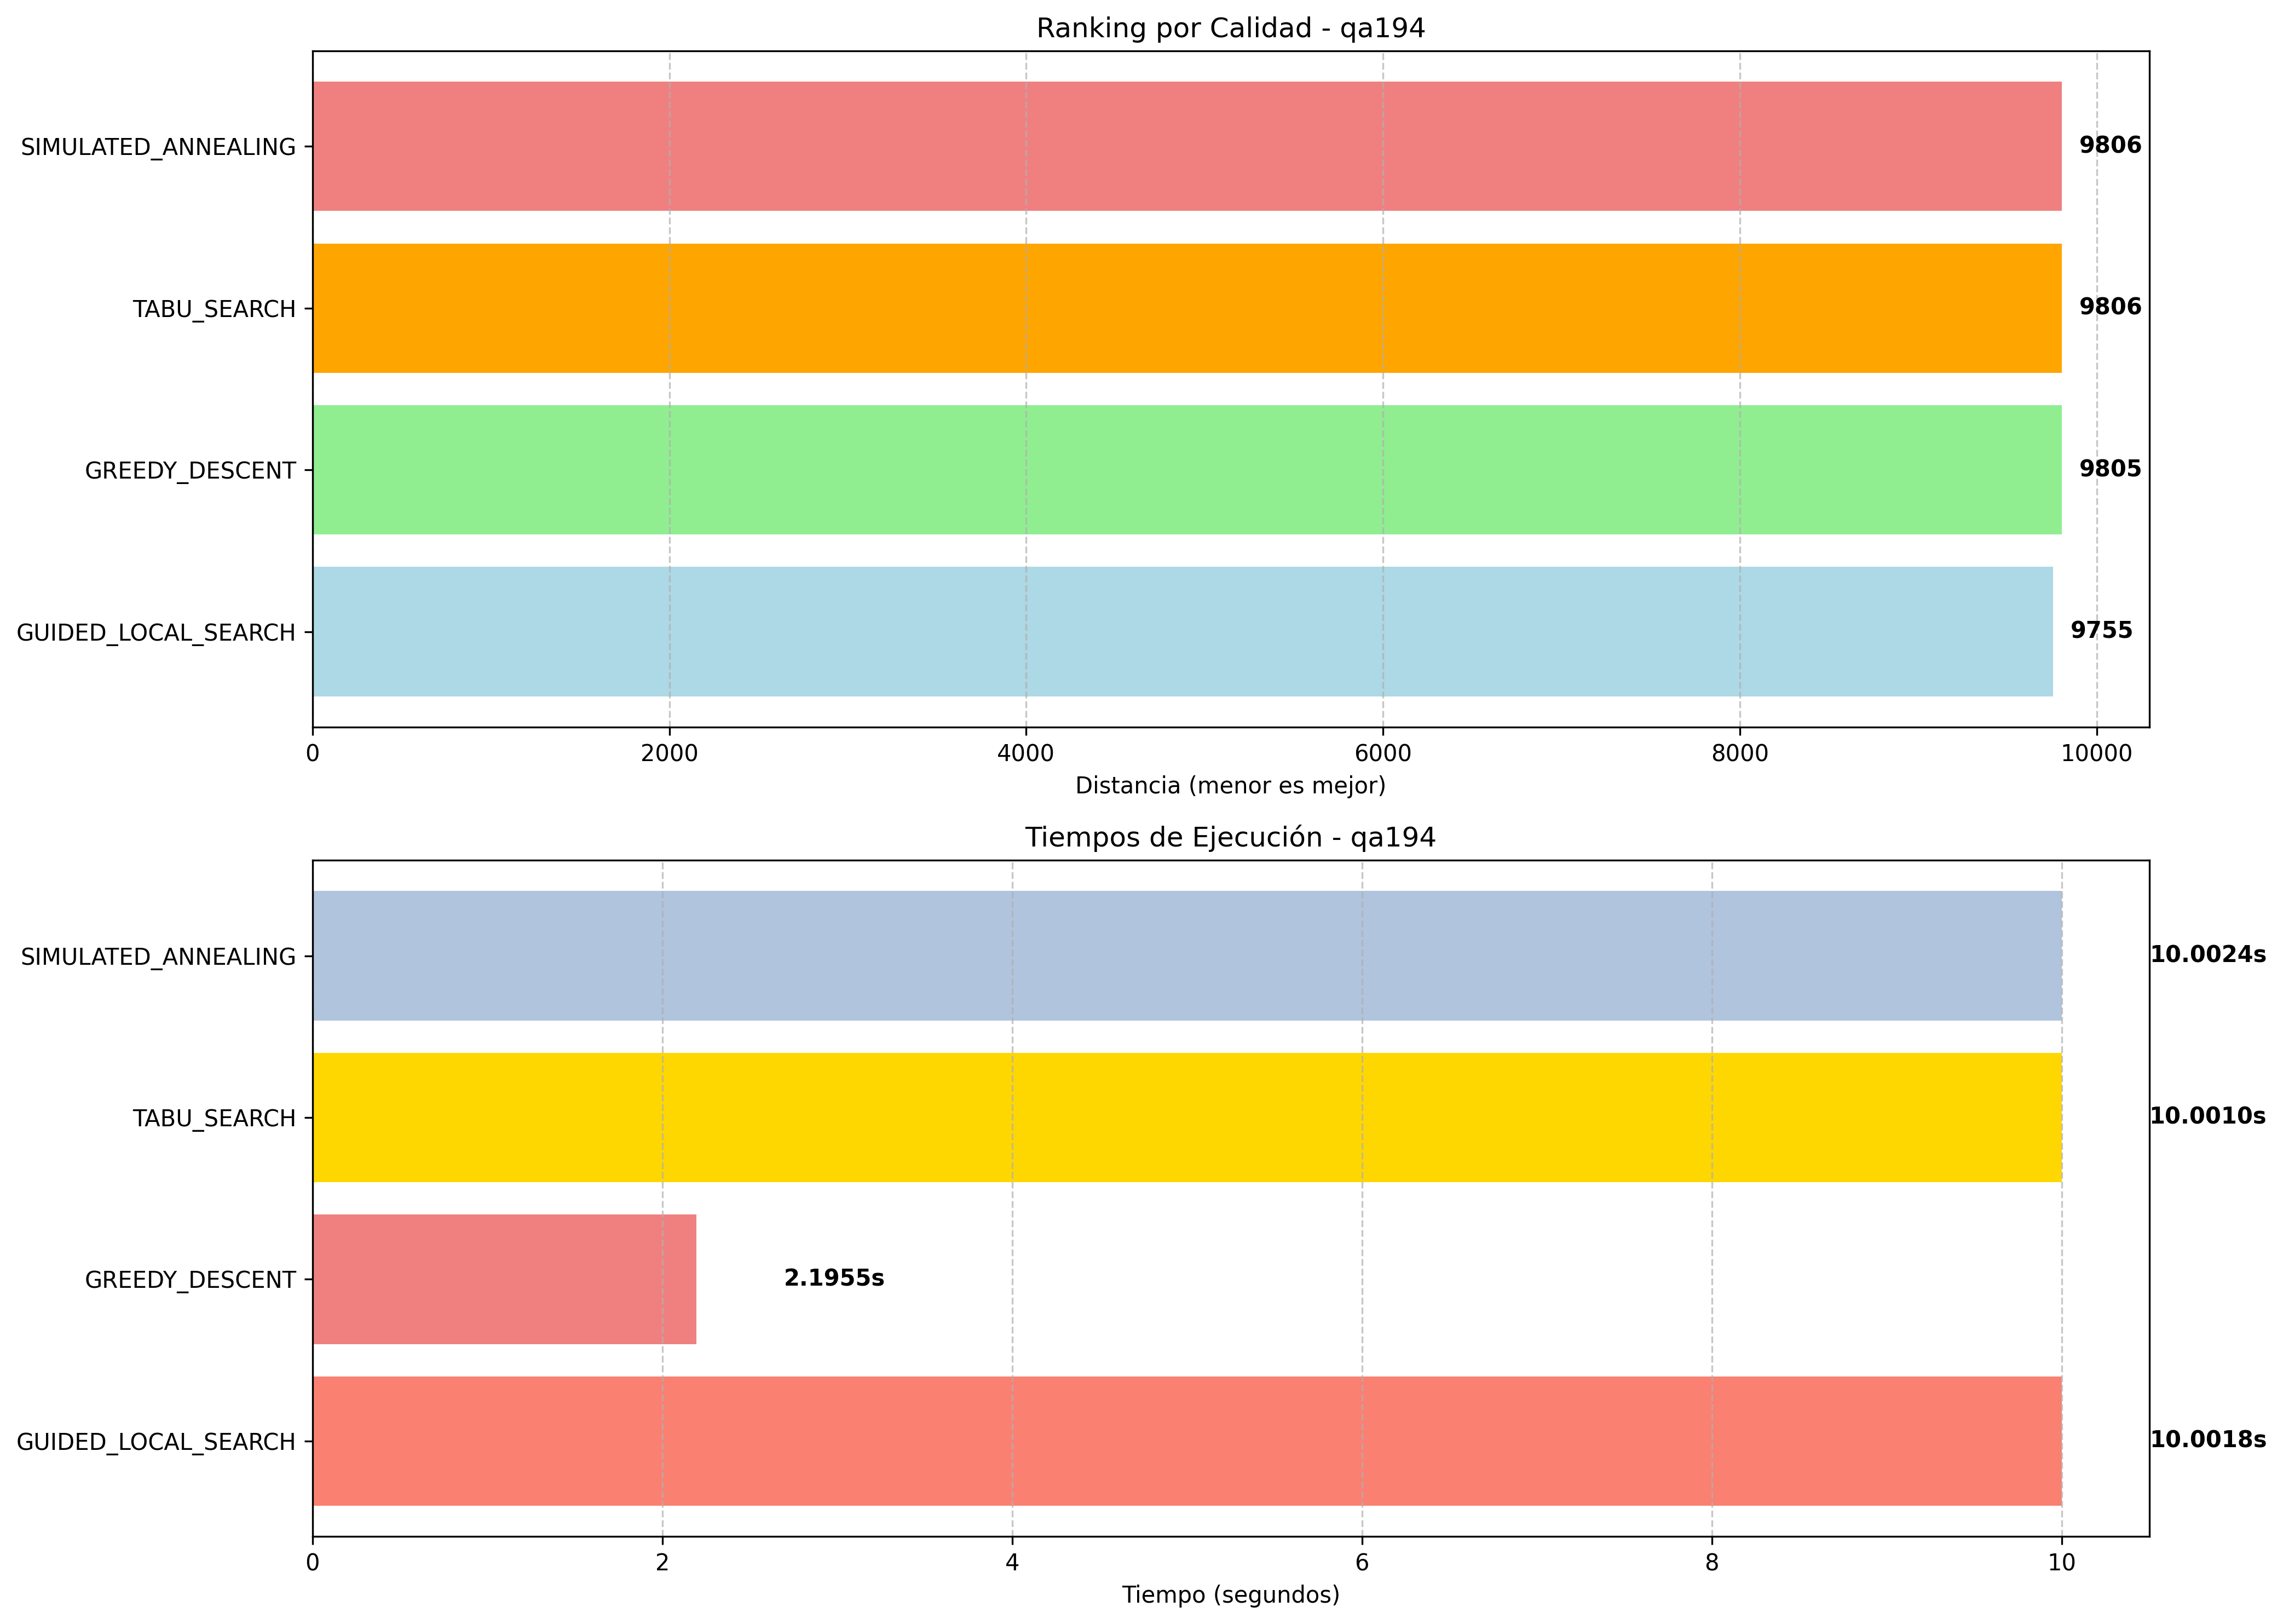 Ranking por Calidad - qa194
SIMULATED_ANNEALING
9806
TABU_SEARCH
9806
GREEDY_DESCENT
9805
GUIDED_LOCAL_SEARCH
9755
0 2000 4000 6000 8000 10000
Distancia (menor es mejor)
Tiempos de Ejecución - qa194
SIMULATED_ANNEALING
10.0024s
TABU_SEARCH
10.0010s
GREEDY_DESCENT
2.1955s
GUIDED_LOCAL_SEARCH
10.0018s
0 2 4 6 8 10
Tiempo (segundos)